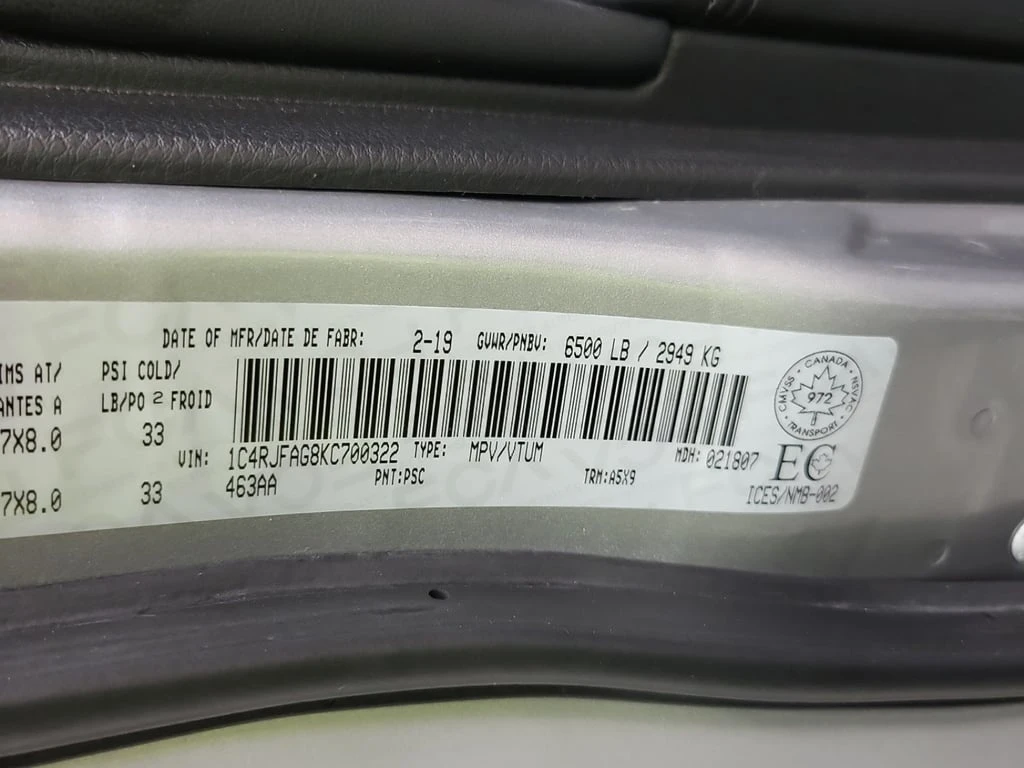 DATE OF MFR/DATE DE FABR: 2-19 GVWR/PNBV: 6500 LB / 2949 KG
IMS AT/ PSI COLD/
ANTES A LB/PO 2 FROID
7X8.0 33
VIN: 1C4RJFAG8KC700322 TYPE: MPV/VTUM MDH: 021807
463AA PNT:PSC TRM:A5X9
7X8.0 33
CANADA
CMVSS NSVAC
972
TRANSPORT
EC
ICES/NMB-002